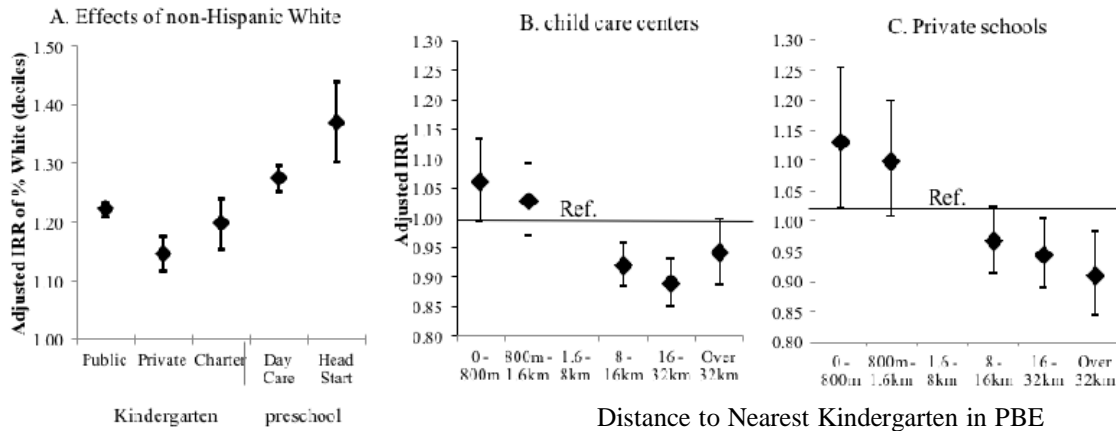 A. Effects of non-Hispanic White
Adjusted IRR of % White (deciles)
1.50
1.40
1.30
1.20
1.10
1.00
Public Private Charter Day Care Head Start
Kindergarten preschool
B. child care centers
Adjusted IRR
1.30
1.25
1.20
1.15
1.10
1.05
1.00
0.95
0.90
0.85
0.80
Ref.
0 - 800m 800m - 1.6km 1.6 - 8km 8 - 16km 16 - 32km Over 32km
C. Private schools
1.30
1.25
1.20
1.15
1.10
1.05
1.00
0.95
0.90
0.85
0.80
Ref.
0 - 800m 800m - 1.6km 1.6 - 8km 8 - 16km 16 - 32km Over 32km
Distance to Nearest Kindergarten in PBE